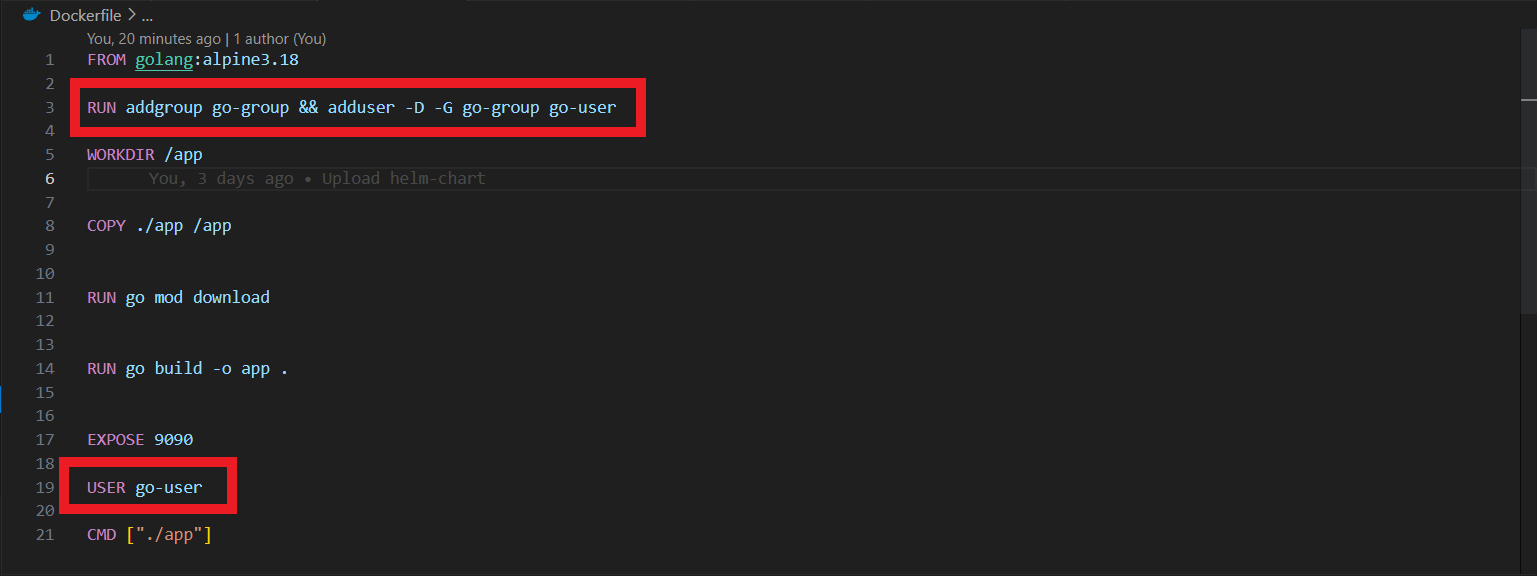 Dockerfile > ...
You, 20 minutes ago | 1 author (You)
1 FROM golang:alpine3.18
2
3 RUN addgroup go-group && adduser -D -G go-group go-user
4
5 WORKDIR /app
6 You, 3 days ago • Upload helm-chart
7
8 COPY ./app /app
9
10
11 RUN go mod download
12
13
14 RUN go build -o app .
15
16
17 EXPOSE 9090
18
19 USER go-user
20
21 CMD ["./app"]